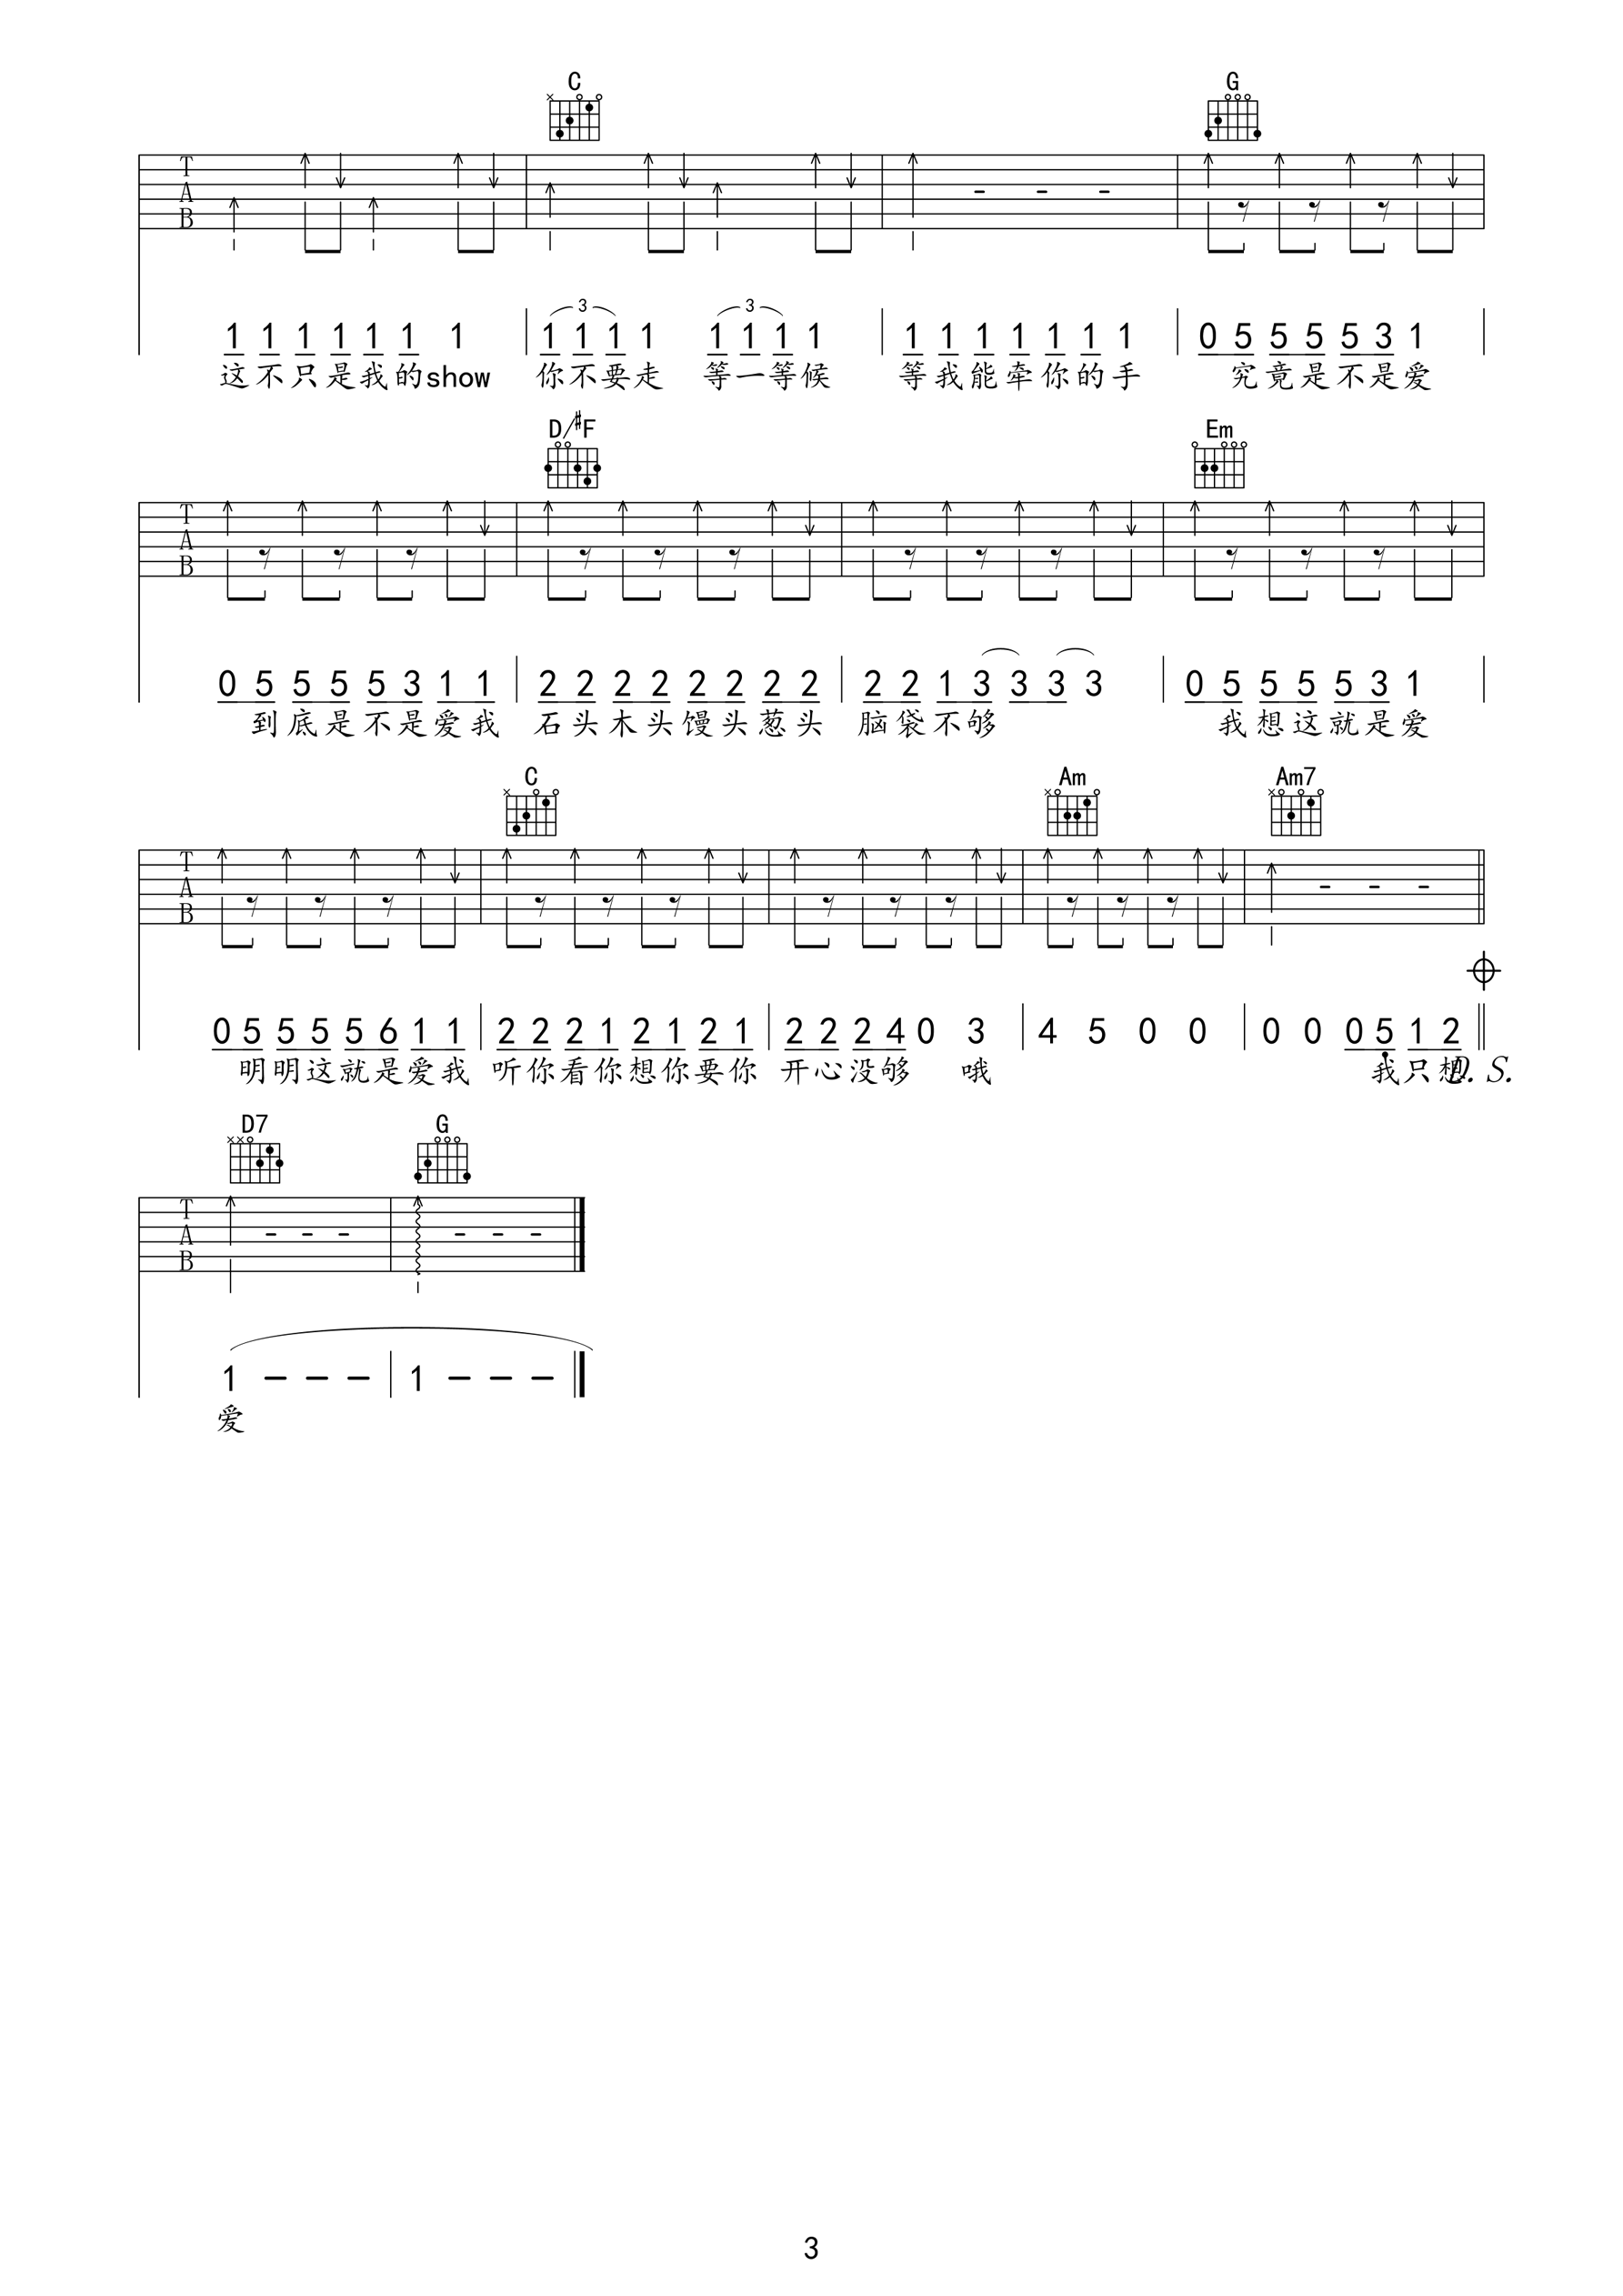 C G
T
A
B
3 3
1 1 1 1 1 1 1 1 1 1 1 1 1 1 1 1 1 1 1 1 1 1 0 5 5 5 5 3 1
这不只是我的show 你不要走 等一等候 等我能牵你的手 究竟是不是爱
D/♯F Em
T
A
B
0 5 5 5 5 3 1 1 2 2 2 2 2 2 2 2 2 2 1 3 3 3 3 0 5 5 5 5 3 1
到底是不是爱我 石头木头馒头葱头 脑袋不够 我想这就是爱
C Am Am7
T
A
B
0 5 5 5 5 6 1 1 2 2 2 1 2 1 2 1 2 2 2 4 0 3 4 5 0 0 0 0 0 5 1 2
明明这就是爱我 听你看你想你要你 开心没够 哦 我只想 D. S.
D7 G
T
A
B
1 - - - 1 - - -
爱
3